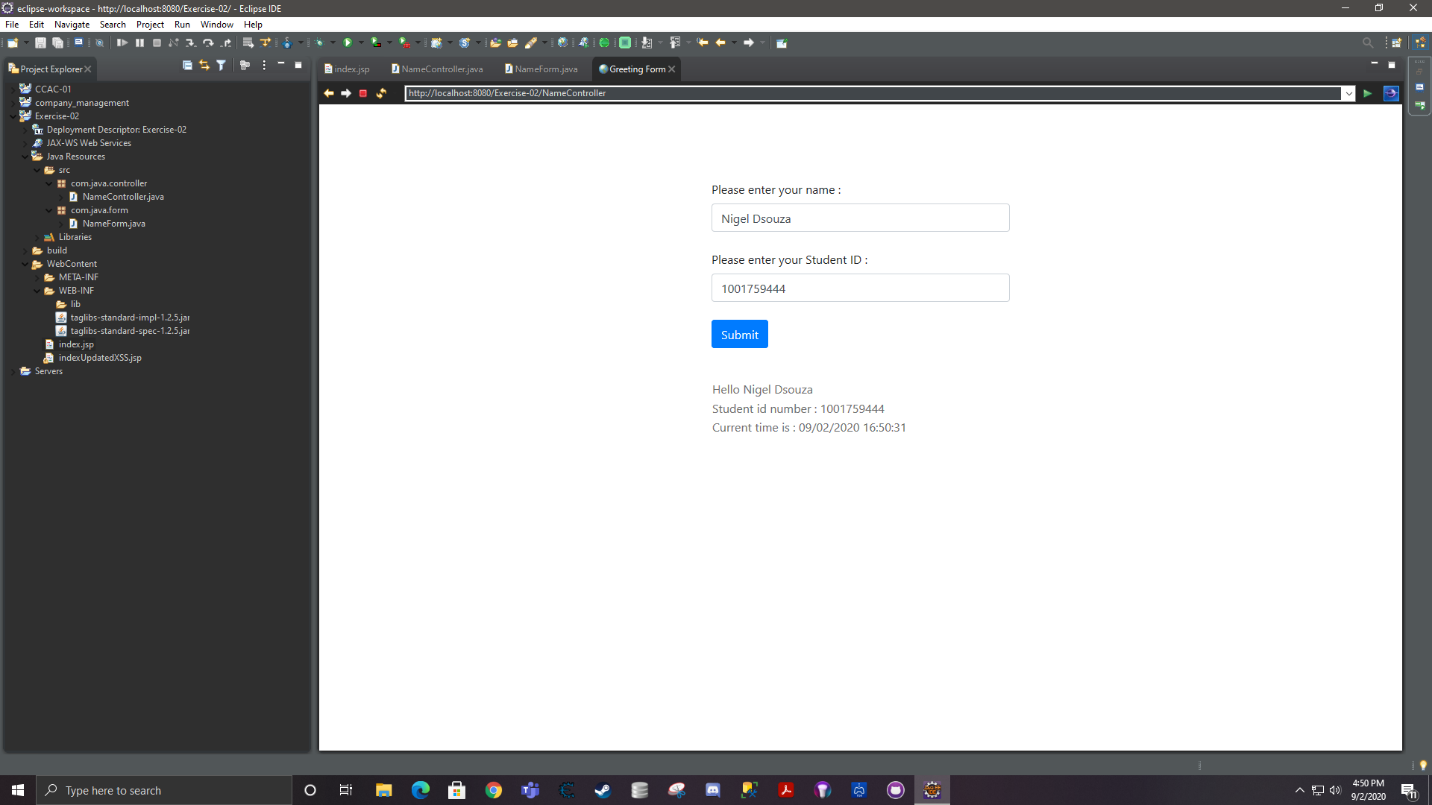 eclipse-workspace - http://localhost:8080/Exercise-02/ - Eclipse IDE
File Edit Navigate Search Project Run Window Help
Project Explorer
index.jsp NameController.java NameForm.java Greeting Form
http://localhost:8080/Exercise-02/NameController
CCAC-01
company_management
Exercise-02
Deployment Descriptor: Exercise-02
JAX-WS Web Services
Java Resources
src
com.java.controller
NameController.java
com.java.form
NameForm.java
Libraries
build
WebContent
META-INF
WEB-INF
lib
taglibs-standard-impl-1.2.5.jar
taglibs-standard-spec-1.2.5.jar
index.jsp
indexUpdatedXSS.jsp
Servers
Please enter your name :
Nigel Dsouza
Please enter your Student ID :
1001759444
Submit
Hello Nigel Dsouza
Student id number : 1001759444
Current time is : 09/02/2020 16:50:31
Type here to search
4:50 PM
9/2/2020
11